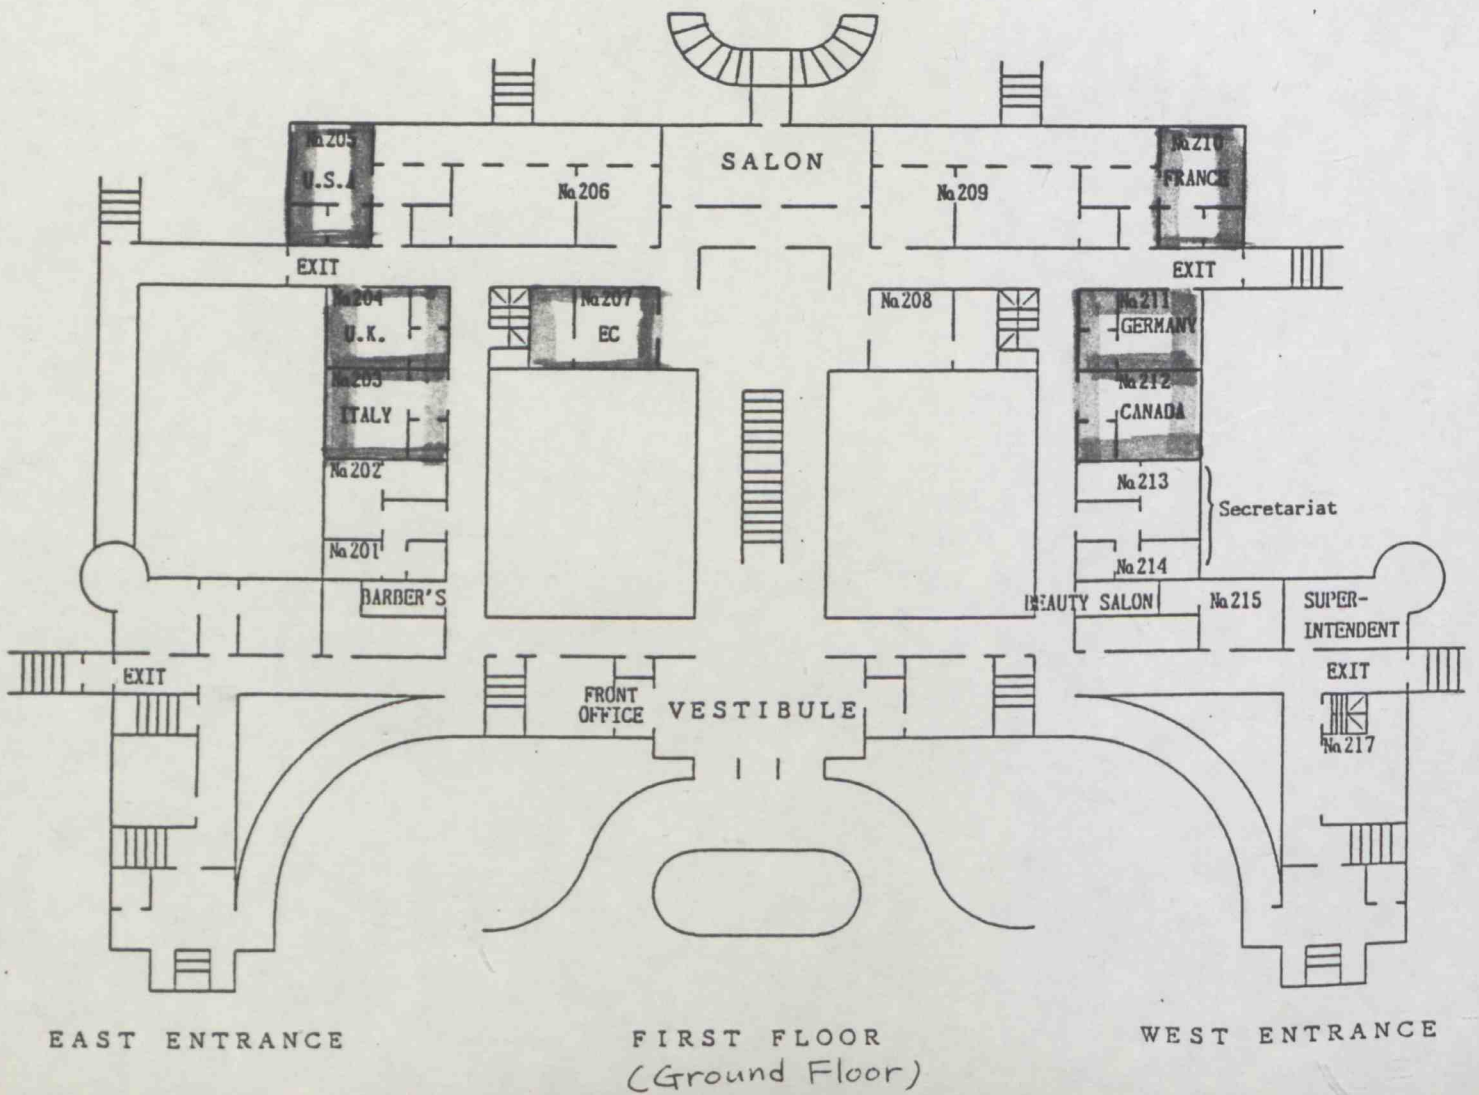 No.205
U.S.A
SALON
No.210
FRANCE
No.206
No.209
EXIT
EXIT
No.204
U.K.
No.207
EC
No.208
No.211
GERMANY
No.203
ITALY
No.212
CANADA
No.202
No.213
Secretariat
No.201
No.214
BARBER'S
BEAUTY SALON
No.215
SUPER-
INTENDENT
EXIT
EXIT
FRONT
OFFICE
VESTIBULE
No.217
EAST ENTRANCE
FIRST FLOOR
(Ground Floor)
WEST ENTRANCE